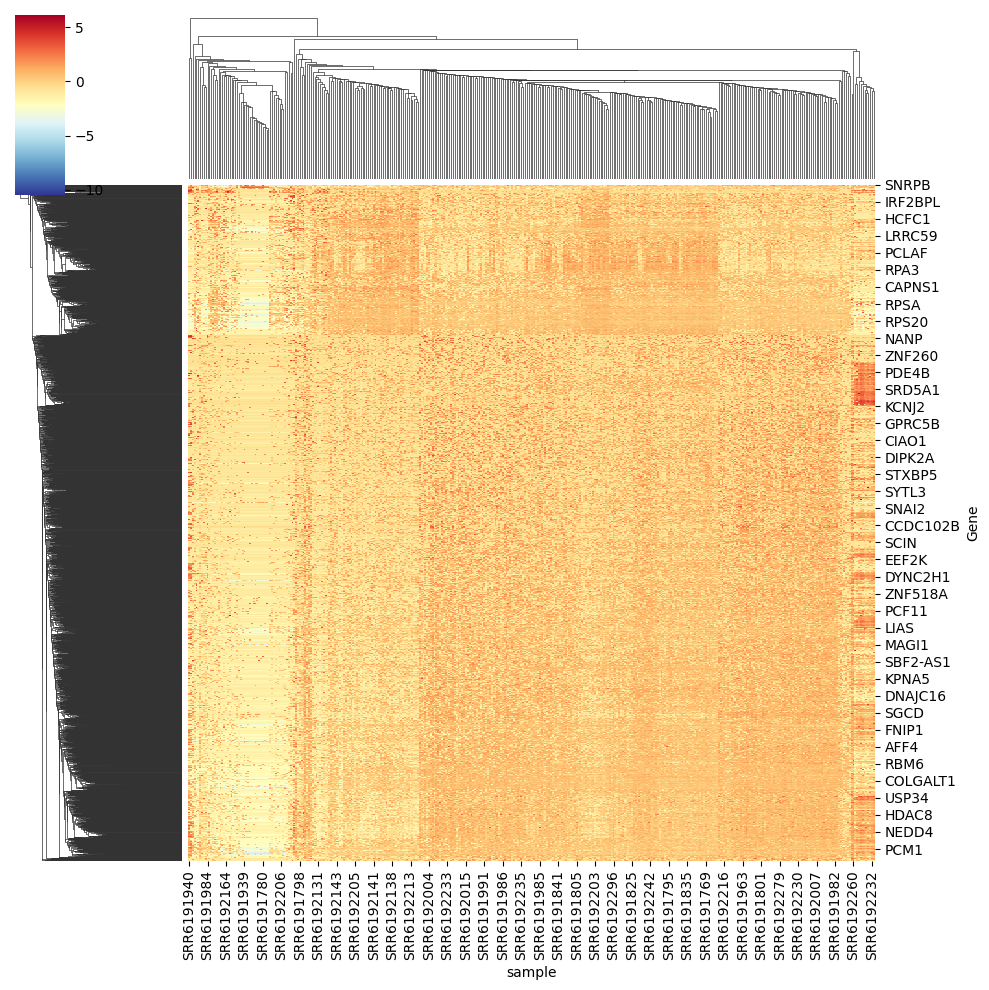 5
0
−5
−10
SNRPB
IRF2BPL
HCFC1
LRRC59
PCLAF
RPA3
CAPNS1
RPSA
RPS20
NANP
ZNF260
PDE4B
SRD5A1
KCNJ2
GPRC5B
CIAO1
DIPK2A
STXBP5
SYTL3
SNAI2
CCDC102B
SCIN
EEF2K
DYNC2H1
ZNF518A
PCF11
LIAS
MAGI1
SBF2-AS1
KPNA5
DNAJC16
SGCD
FNIP1
AFF4
RBM6
COLGALT1
USP34
HDAC8
NEDD4
PCM1
Gene
SRR6191940
SRR6191984
SRR6192164
SRR6191939
SRR6191780
SRR6192206
SRR6191798
SRR6192131
SRR6192143
SRR6192205
SRR6192141
SRR6192138
SRR6192213
SRR6192004
SRR6192233
SRR6192015
SRR6191991
SRR6191986
SRR6192235
SRR6191985
SRR6191841
SRR6191805
SRR6192203
SRR6192296
SRR6191825
SRR6192242
SRR6191795
SRR6191835
SRR6191769
SRR6192216
SRR6191963
SRR6191801
SRR6192279
SRR6192230
SRR6192007
SRR6191982
SRR6192260
SRR6192232
sample